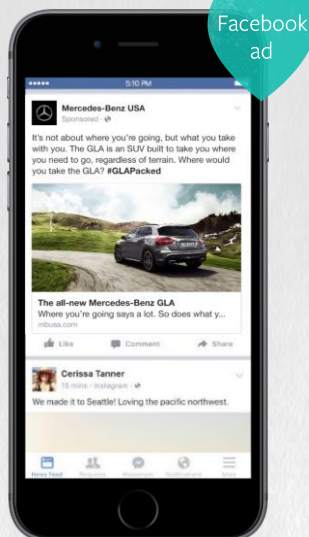 Facebook
ad
5:10 PM
Mercedes-Benz USA
Sponsored ·
It's not about where you're going, but what you take
with you. The GLA is an SUV built to take you where
you need to go, regardless of terrain. Where would
you take the GLA? #GLAPacked
The all-new Mercedes-Benz GLA
Where you're going says a lot. So does what y...
mbusa.com
Like Comment Share
Cerissa Tanner
15 mins · Instagram ·
We made it to Seattle! Loving the pacific northwest.
News Feed Requests Messenger Notifications More